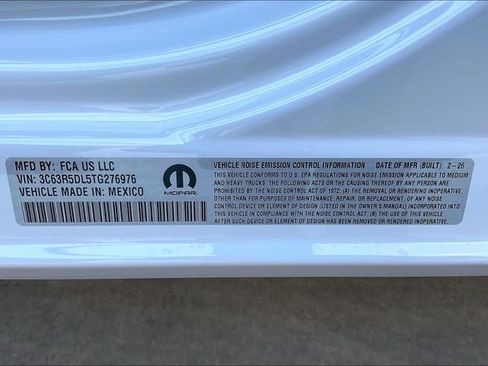 MFD BY: FCA US LLC
VIN: 3C63R5DL5TG276976
VEHICLE MADE IN: MEXICO
MOPAR
VEHICLE NOISE EMISSION CONTROL INFORMATION DATE OF MFR (BUILT): 2-26
THIS VEHICLE CONFORMS TO U.S. EPA REGULATIONS FOR NOISE EMISSION APPLICABLE TO MEDIUM
AND HEAVY TRUCKS. THE FOLLOWING ACTS OR THE CAUSING THEREOF BY ANY PERSON ARE
PROHIBITED BY THE NOISE CONTROL ACT OF 1972; (A) THE REMOVAL OR RENDERING INOPERATIVE,
OTHER THAN FOR PURPOSES OF MAINTENANCE, REPAIR, OR REPLACEMENT, OF ANY NOISE
CONTROL DEVICE OR ELEMENT OF DESIGN (LISTED IN THE OWNER'S MANUAL) INCORPORATED INTO
THIS VEHICLE IN COMPLIANCE WITH THE NOISE CONTROL ACT; (B) THE USE OF THIS VEHICLE
AFTER SUCH DEVICE OR ELEMENT OF DESIGN HAS BEEN REMOVED OR RENDERED INOPERATIVE.